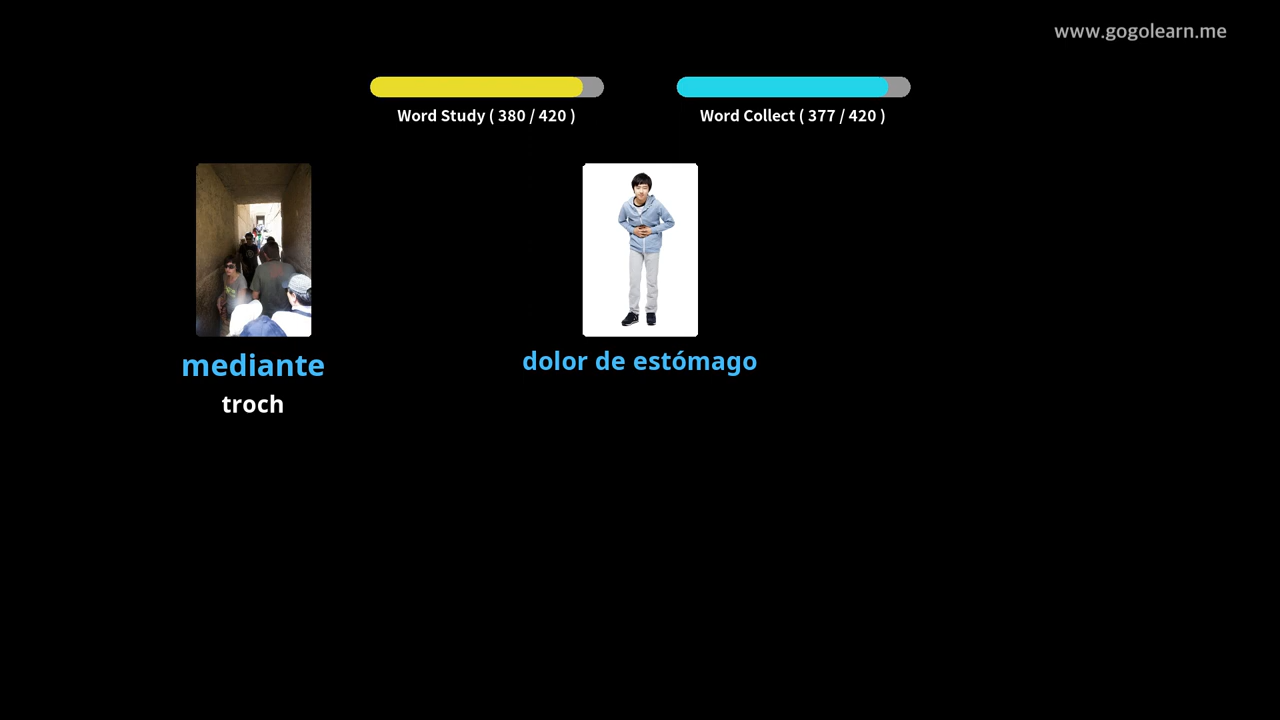 www.gogolearn.me
Word Study ( 380 / 420 )
Word Collect ( 377 / 420 )
mediante
troch
dolor de estómago